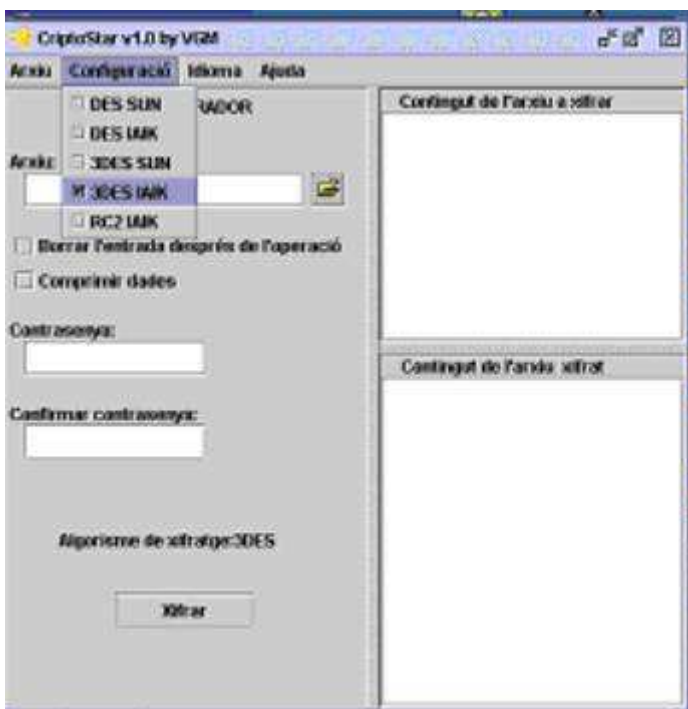 CriptoStar v1.0 by VGM
Arxiu Configuració Idioma Ajuda
DES SUN
DES IAIK
3DES SUN
3DES IAIK
RC2 IAIK
RADOR
Arxiu:
Borrar l'entrada després de l'operació
Comprimir dades
Contrasenya:
Confirmar contrasenya:
Algorisme de xifratge:3DES
Xifrar
Contingut de l'arxiu a xifrar
Contingut de l'arxiu xifrat